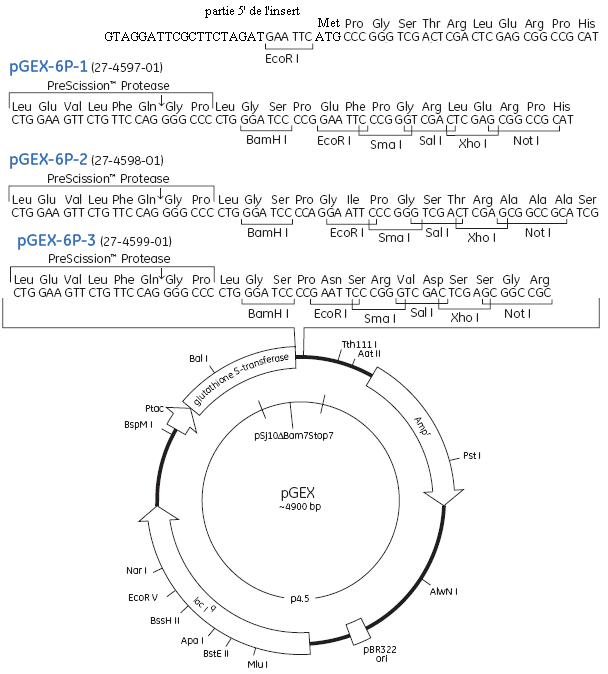 partie 5' de l'insert
Met Pro Gly Ser Thr Arg Leu Glu Arg Pro His
GTAGGATTCGCTTCTAGATGAA TTC ATG CCC GGG TCG ACT CGA CTC GAG CGG CCG CAT
EcoR I
pGEX-6P-1 (27-4597-01)
PreScission™ Protease
Leu Glu Val Leu Phe Gln↓Gly Pro Leu Gly Ser Pro Glu Phe Pro Gly Arg Leu Glu Arg Pro His
CTG GAA GTT CTG TTC CAG GGG CCC CTG GGA TCC CCG GAA TTC CCG GGT CGA CTC GAG CGG CCG CAT
BamH I EcoR I Sma I Sal I Xho I Not I
pGEX-6P-2 (27-4598-01)
PreScission™ Protease
Leu Glu Val Leu Phe Gln↓Gly Pro Leu Gly Ser Pro Gly Ile Pro Gly Ser Thr Arg Ala Ala Ala Ser
CTG GAA GTT CTG TTC CAG GGG CCC CTG GGA TCC CCA GGA ATT CCC GGG TCG ACT CGA GCG GCC GCA TCG
BamH I EcoR I Sma I Sal I Xho I Not I
pGEX-6P-3 (27-4599-01)
PreScission™ Protease
Leu Glu Val Leu Phe Gln↓Gly Pro Leu Gly Ser Pro Asn Ser Arg Val Asp Ser Ser Gly Arg
CTG GAA GTT CTG TTC CAG GGG CCC CTG GGA TCC CCG AAT TCC CGG GTC GAC TCG AGC GGC CGC
BamH I EcoR I Sma I Sal I Xho I Not I
Tth111 I
Aat II
Bal I
glutathione S-transferase
Ptac
BspM I
Ampr
pSJ10ΔBam7Stop7
Pst I
pGEX
~4900 bp
Nar I
EcoR V
BssH II
Apa I
BstE II
Mlu I
lac Iq
p4.5
AlwN I
pBR322
ori